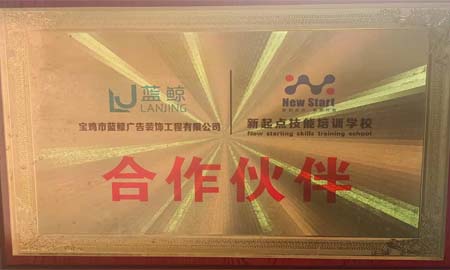 蓝鲸
LANJING
宝鸡市蓝鲸广告装饰工程有限公司
New Start
新起点技能培训学校
New starling skills training school
合作伙伴